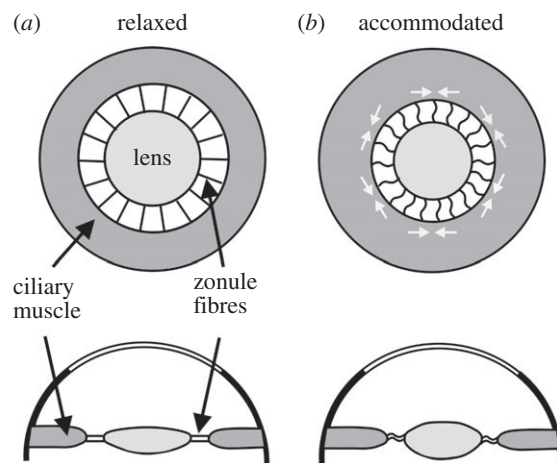 (a) relaxed
(b) accommodated
lens
ciliary
muscle
zonule
fibres